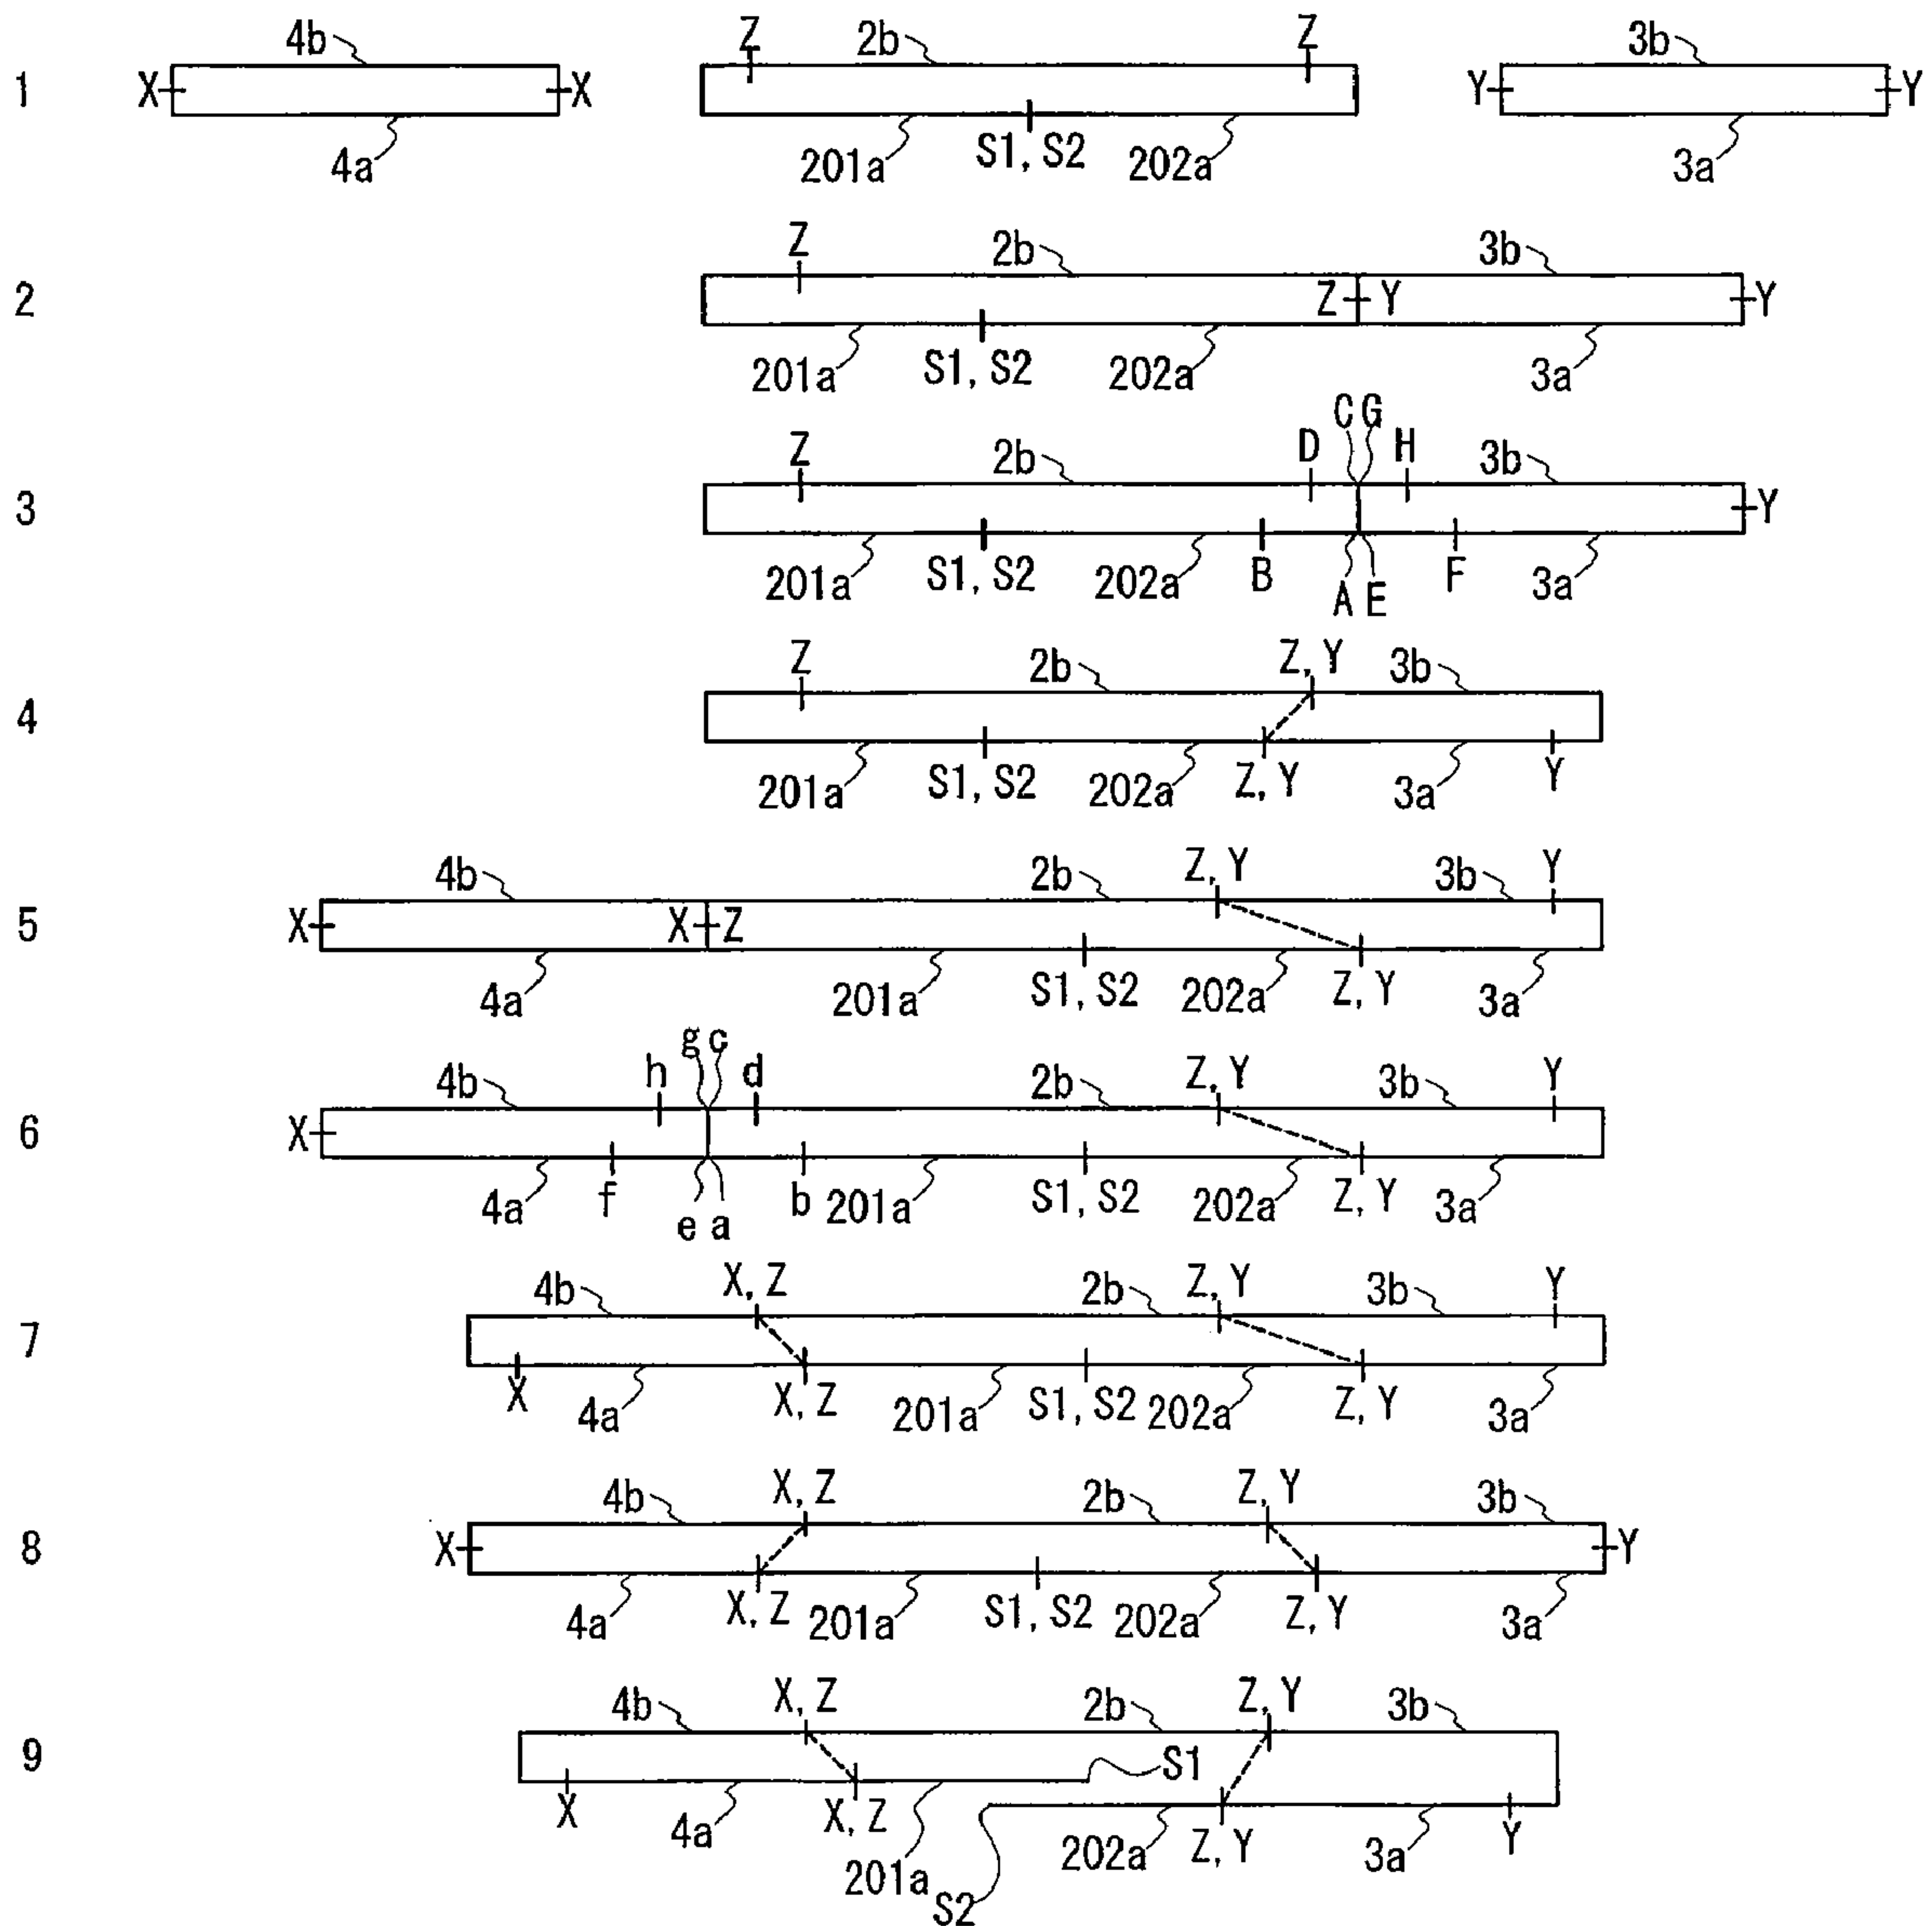 4b Z 2b Z 3b
1 X X Y Y
4a 201a S1, S2 202a 3a
Z 2b 3b
2 Z Y Y
201a S1, S2 202a 3a
C G
Z 2b D H 3b
3 Y
201a S1, S2 202a B A E F 3a
Z 2b Z, Y 3b
4
201a S1, S2 202a Z, Y 3a Y
4b 2b Z, Y 3b Y
5 X X Z
4a 201a S1, S2 202a Z, Y 3a
g c
4b h d 2b Z, Y 3b Y
6 X
4a f e a b 201a S1, S2 202a Z, Y 3a
4b X, Z 2b Z, Y 3b Y
7
X 4a X, Z 201a S1, S2 202a Z, Y 3a
4b X, Z 2b Z, Y 3b
8 X Y
4a X, Z 201a S1, S2 202a Z, Y 3a
4b X, Z 2b Z, Y 3b
9 S1
X 4a X, Z 202a Z, Y 3a Y
201a
S2